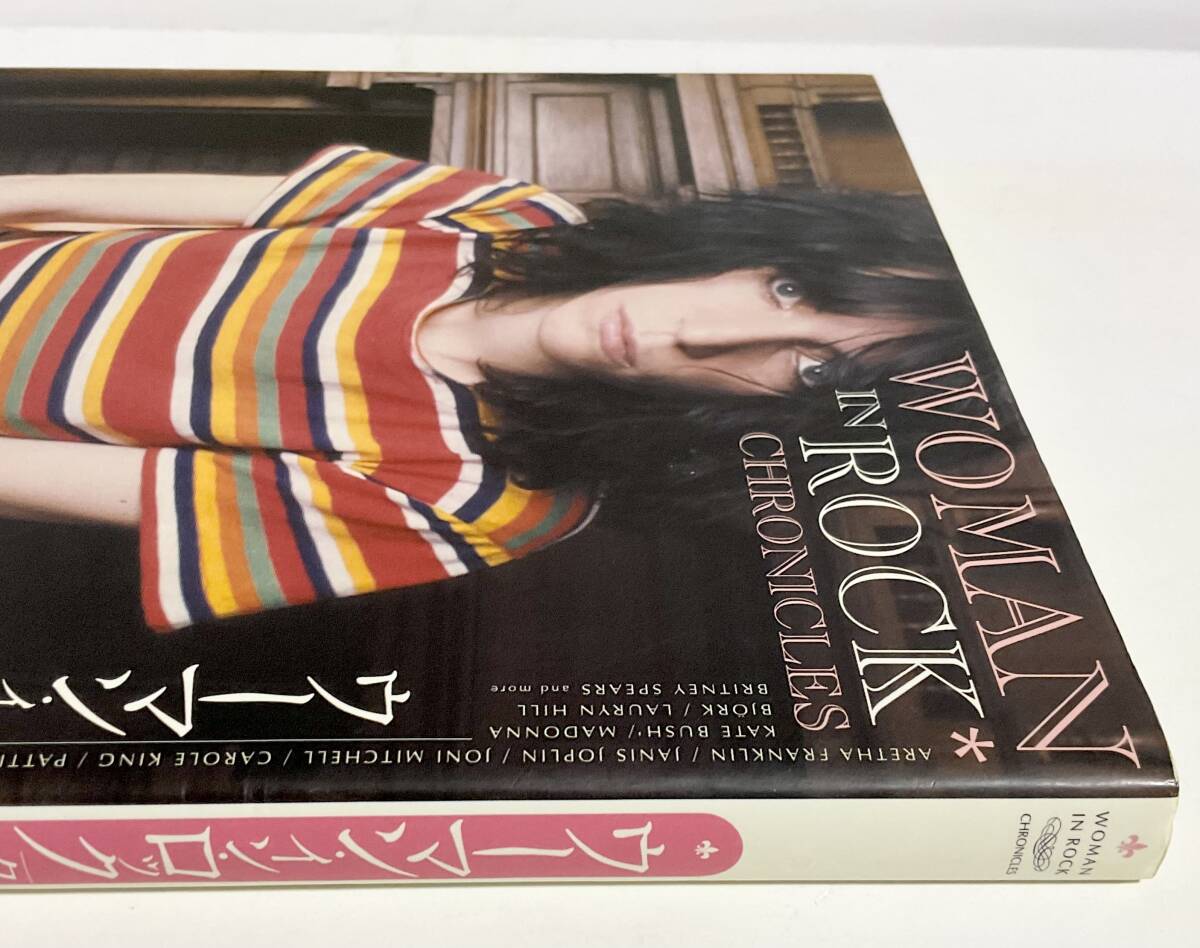 WOMAN
IN ROCK *
CHRONICLES
ウーマン・イ
ARETHA FRANKLIN / JANIS JOPLIN / JONI MITCHELL / CAROLE KING / PATTI
KATE BUSH / MADONNA
BJÖRK / LAURYN HILL
BRITNEY SPEARS and more
WOMAN
IN ROCK
CHRONICLES
ウーマン・イン・ロック